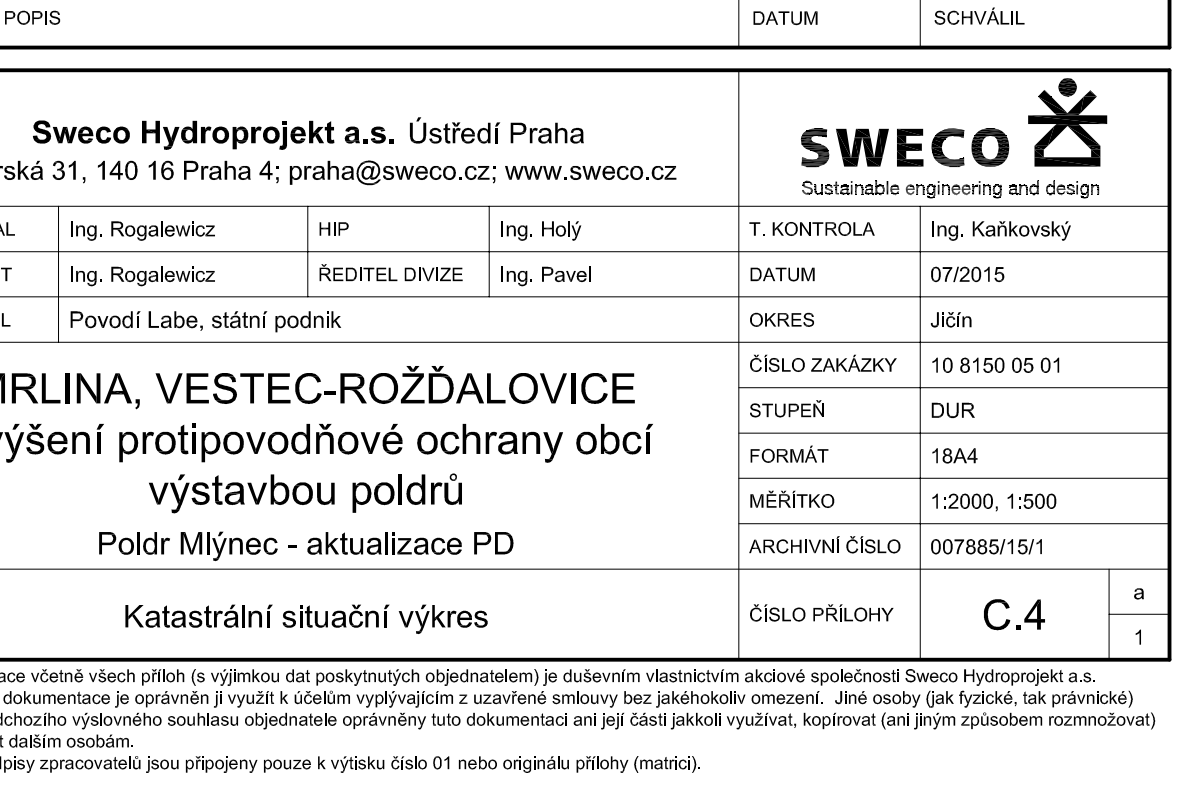 POPIS DATUM SCHVÁLIL
Sweco Hydroprojekt a.s. Ústředí Praha
rská 31, 140 16 Praha 4; praha@sweco.cz; www.sweco.cz
SWECO
Sustainable engineering and design
AL Ing. Rogalewicz HIP Ing. Holý T. KONTROLA Ing. Kaňkovský
T Ing. Rogalewicz ŘEDITEL DIVIZE Ing. Pavel DATUM 07/2015
L Povodí Labe, státní podnik OKRES Jičín
MRLINA, VESTEC-ROŽĎALOVICE
výšení protipovodňové ochrany obcí
výstavbou poldrů
Poldr Mlýnec - aktualizace PD
ČÍSLO ZAKÁZKY 10 8150 05 01
STUPEŇ DUR
FORMÁT 18A4
MĚŘÍTKO 1:2000, 1:500
ARCHIVNÍ ČÍSLO 007885/15/1
Katastrální situační výkres
ČÍSLO PŘÍLOHY C.4 a
1
ace včetně všech příloh (s výjimkou dat poskytnutých objednatelem) je duševním vlastnictvím akciové společnosti Sweco Hydroprojekt a.s.
dokumentace je oprávněn ji využít k účelům vyplývajícím z uzavřené smlouvy bez jakéhokoliv omezení. Jiné osoby (jak fyzické, tak právnické)
dchozího výslovného souhlasu objednatele oprávněny tuto dokumentaci ani její části jakkoli využívat, kopírovat (ani jiným způsobem rozmnožovat)
t dalším osobám.
dpisy zpracovatelů jsou připojeny pouze k výtisku číslo 01 nebo originálu přílohy (matrici).